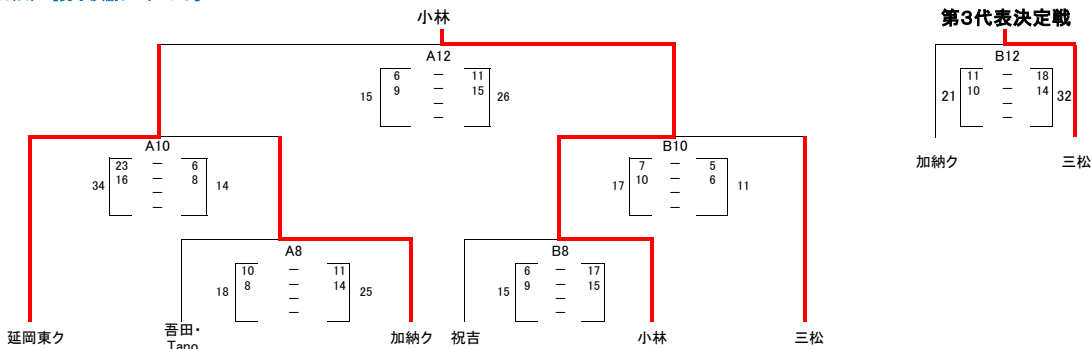 小林
第3代表決定戦
A12
6 － 11
15 9 － 15 26
－
－
B12
11 － 18
21 10 － 14 32
－
－
加納ク 三松
A10
23 － 6
34 16 － 8 14
－
－
B10
7 － 5
17 10 － 6 11
－
－
A8
10 － 11
18 8 － 14 25
－
－
B8
6 － 17
15 9 － 15
－
－
延岡東ク 吾田・ 加納ク 祝吉 小林 三松
Tano